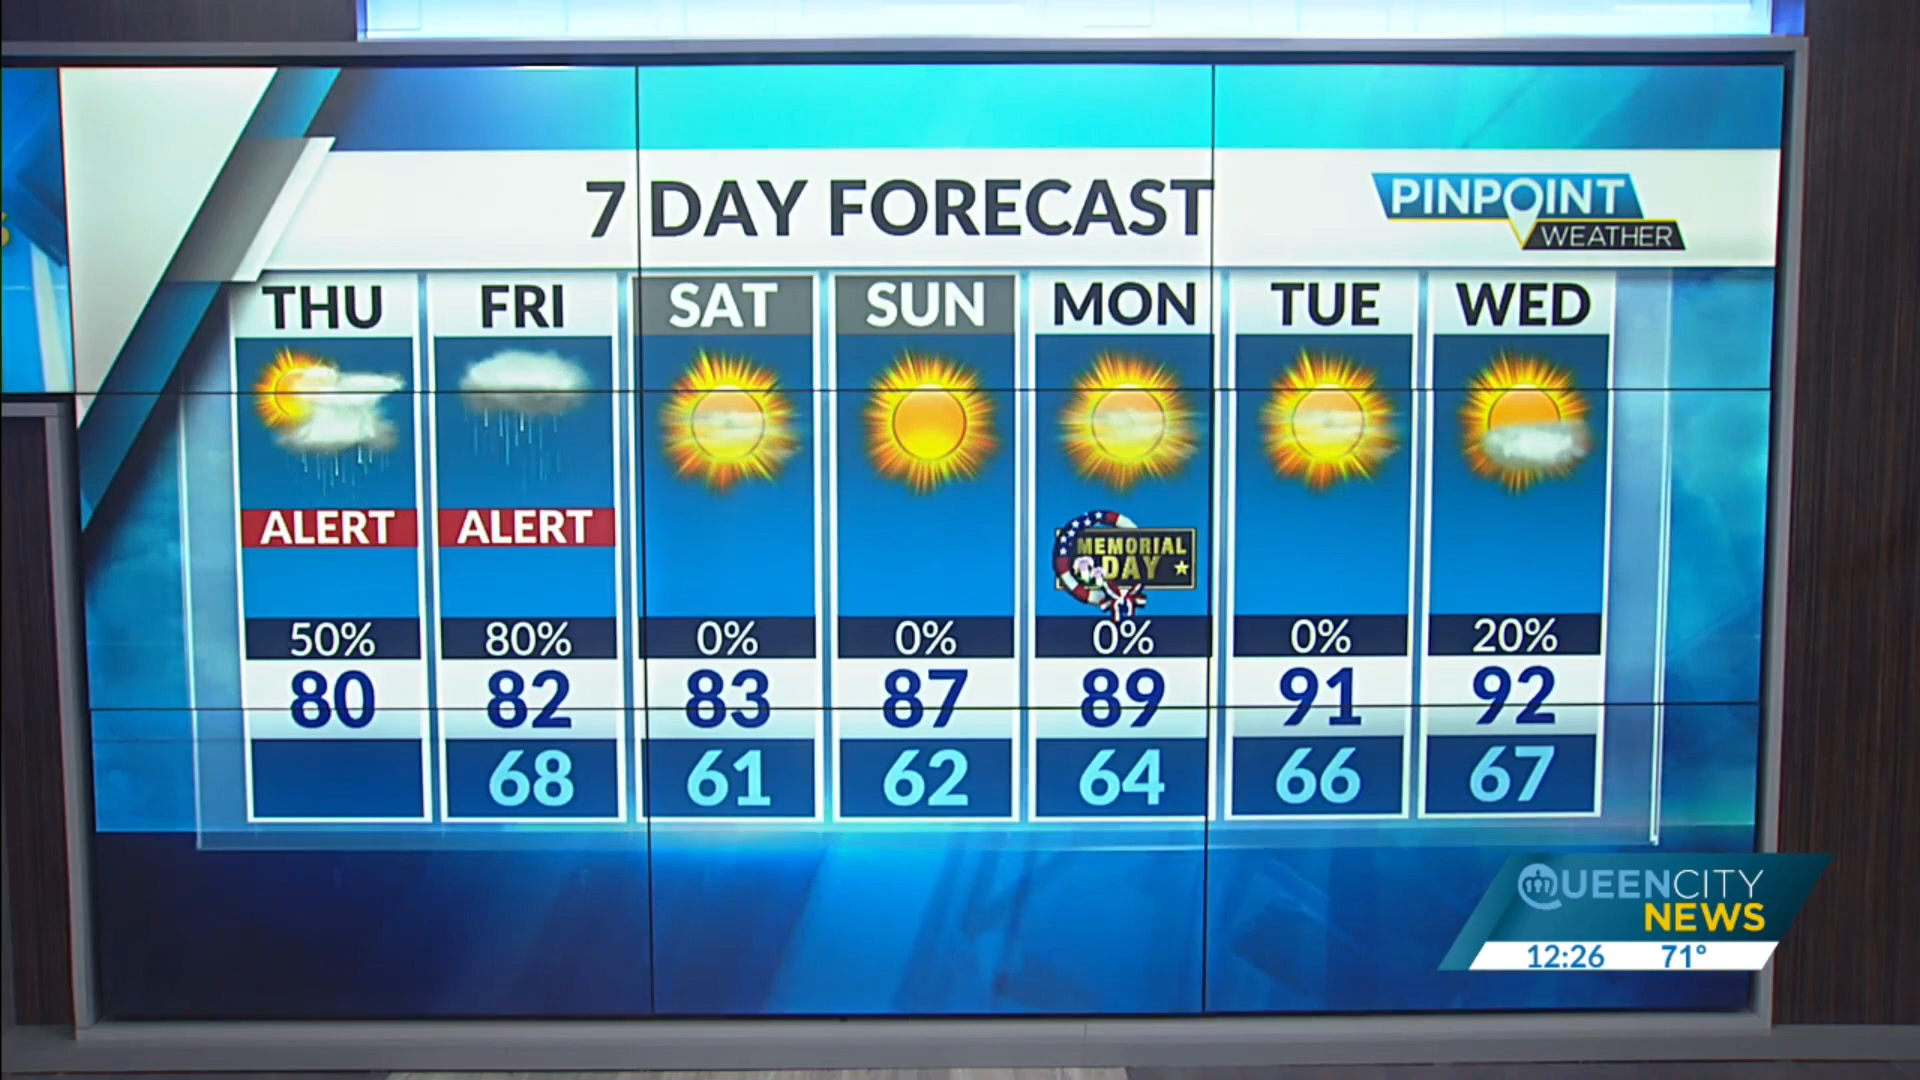 7 DAY FORECAST
PINPOINT
WEATHER
THU FRI SAT SUN MON TUE WED
ALERT ALERT
MEMORIAL
DAY
50% 80% 0% 0% 0% 0% 20%
80 82 83 87 89 91 92
68 61 62 64 66 67
QUEENCITY
NEWS
12:26 71°